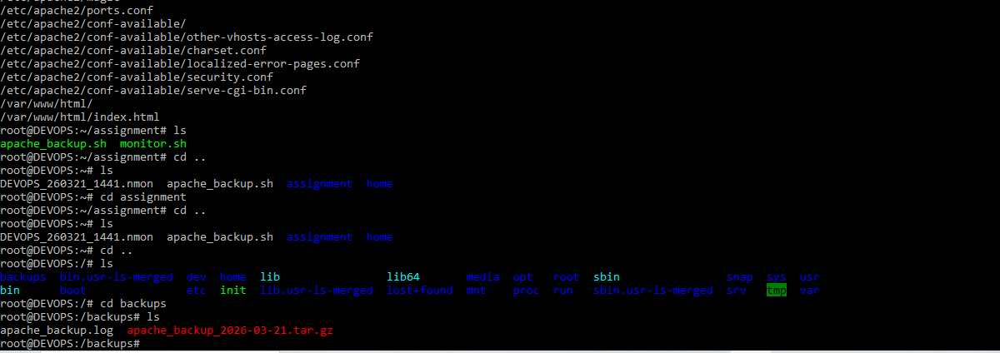 /etc/apache2/magic
/etc/apache2/ports.conf
/etc/apache2/conf-available/
/etc/apache2/conf-available/other-vhosts-access-log.conf
/etc/apache2/conf-available/charset.conf
/etc/apache2/conf-available/localized-error-pages.conf
/etc/apache2/conf-available/security.conf
/etc/apache2/conf-available/serve-cgi-bin.conf
/var/www/html/
/var/www/html/index.html
root@DEVOPS:~/assignment# ls
apache_backup.sh  monitor.sh
root@DEVOPS:~/assignment# cd ..
root@DEVOPS:~# ls
DEVOPS_260321_1441.nmon  apache_backup.sh  assignment  home
root@DEVOPS:~# cd assignment
root@DEVOPS:~/assignment# cd ..
root@DEVOPS:~# ls
DEVOPS_260321_1441.nmon  apache_backup.sh  assignment  home
root@DEVOPS:~# cd ..
root@DEVOPS:/# ls
backups  bin.usr-is-merged  dev  home  lib                lib64       media  opt   root  sbin                snap  sys  usr
bin      boot               etc  init  lib.usr-is-merged  lost+found  mnt    proc  run   sbin.usr-is-merged  srv   tmp  var
root@DEVOPS:/# cd backups
root@DEVOPS:/backups# ls
apache_backup.log  apache_backup_2026-03-21.tar.gz
root@DEVOPS:/backups#